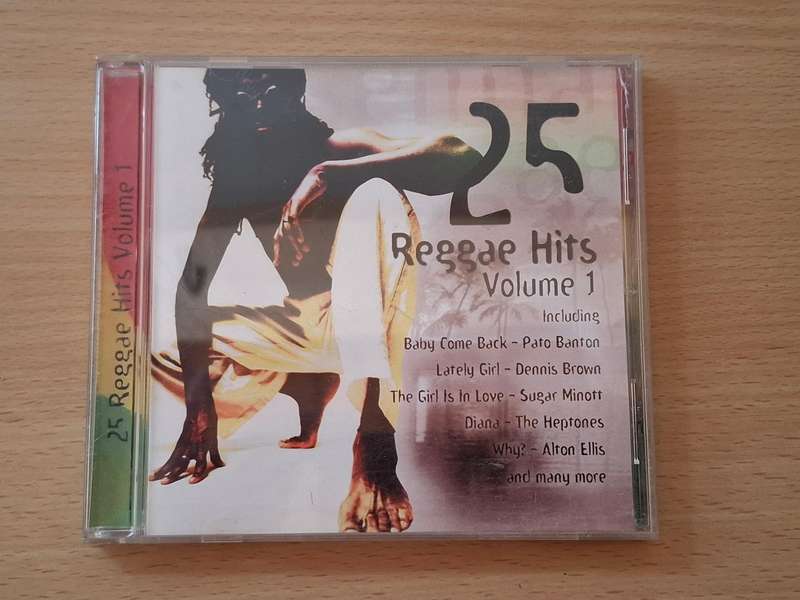 25 Reggae Hits Volume 1
25
Reggae Hits
Volume 1
Including
Baby Come Back - Pato Banton
Lately Girl - Dennis Brown
The Girl Is In Love - Sugar Minott
Diana - The Heptones
Why? - Alton Ellis
...and many more